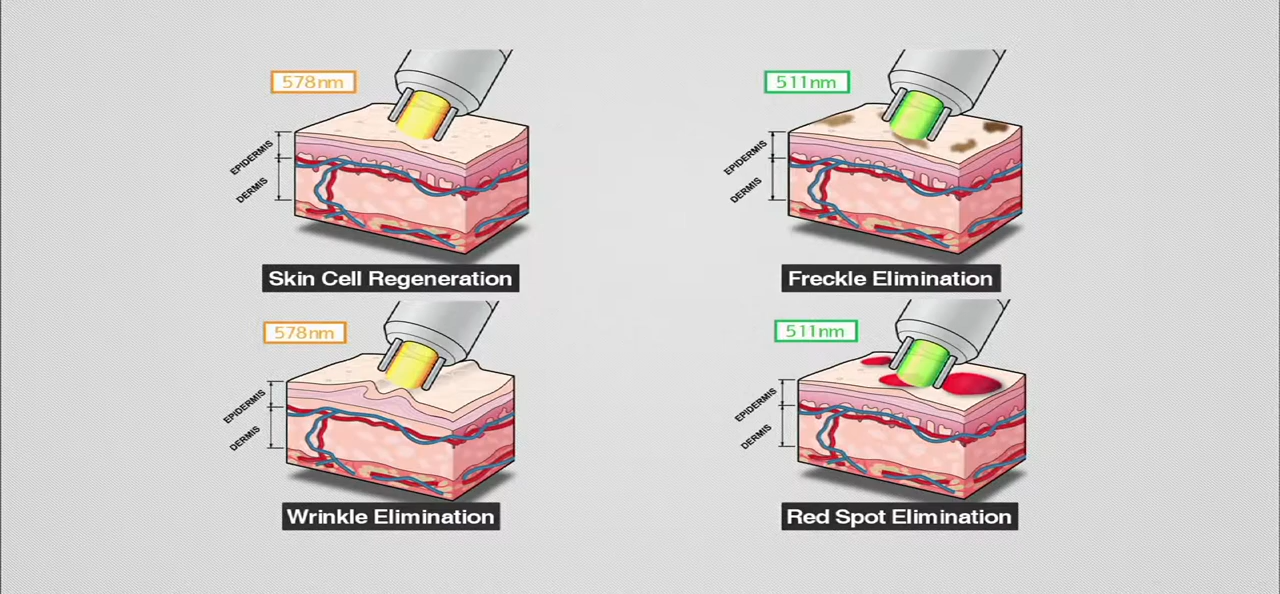 578nm
EPIDERMIS
DERMIS
Skin Cell Regeneration
511nm
EPIDERMIS
DERMIS
Freckle Elimination
578nm
EPIDERMIS
DERMIS
Wrinkle Elimination
511nm
EPIDERMIS
DERMIS
Red Spot Elimination